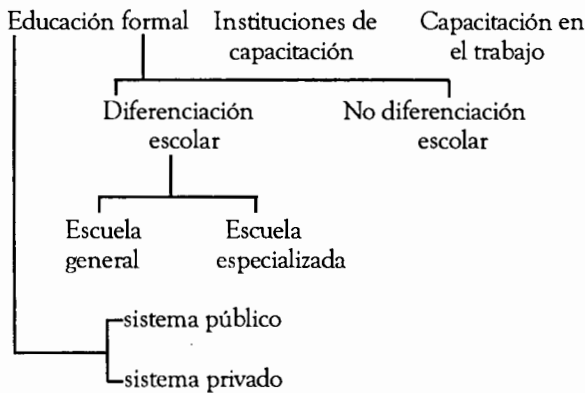 Educación formal Instituciones de Capacitación en
capacitación el trabajo
Diferenciación No diferenciación
escolar escolar
Escuela Escuela
general especializada
sistema público
sistema privado